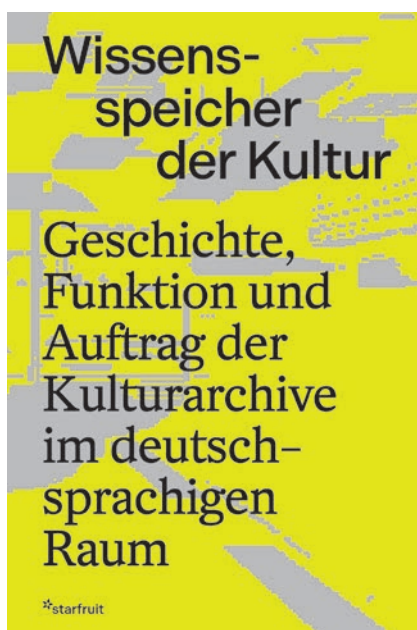 Wissens-
speicher
der Kultur
Geschichte,
Funktion und
Auftrag der
Kulturarchive
im deutsch-
sprachigen
Raum
*starfruit